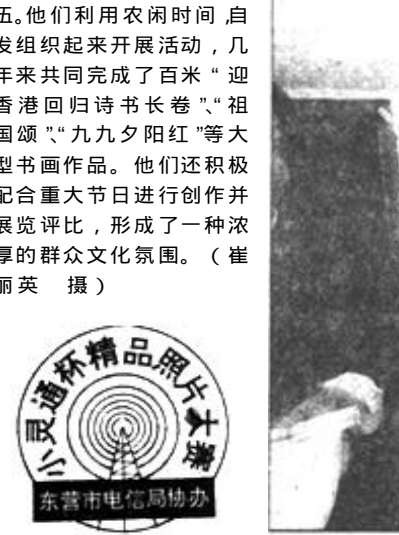 伍。他们利用农闲时间,自
发组织起来开展活动,几
年来共同完成了百米“迎
香港回归诗书长卷”、“祖
国颂”、“九九夕阳红”等大
型书画作品。他们还积极
配合重大节日进行创作并
展览评比,形成了一种浓
厚的群众文化氛围。(崔
丽英 摄)
小灵通杯精品照片大赛
东营市电信局协办